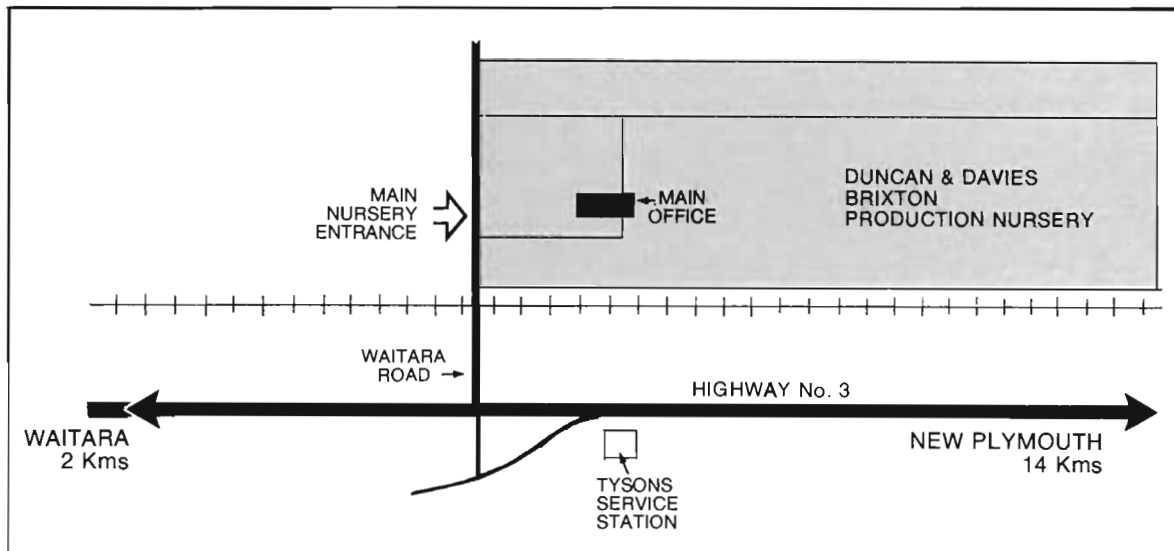 DUNCAN & DAVIES
BRIXTON
PRODUCTION NURSERY
MAIN
NURSERY
ENTRANCE
MAIN
OFFICE
WAITARA
ROAD
HIGHWAY No. 3
WAITARA
2 Kms
NEW PLYMOUTH
14 Kms
TYSONS
SERVICE
STATION